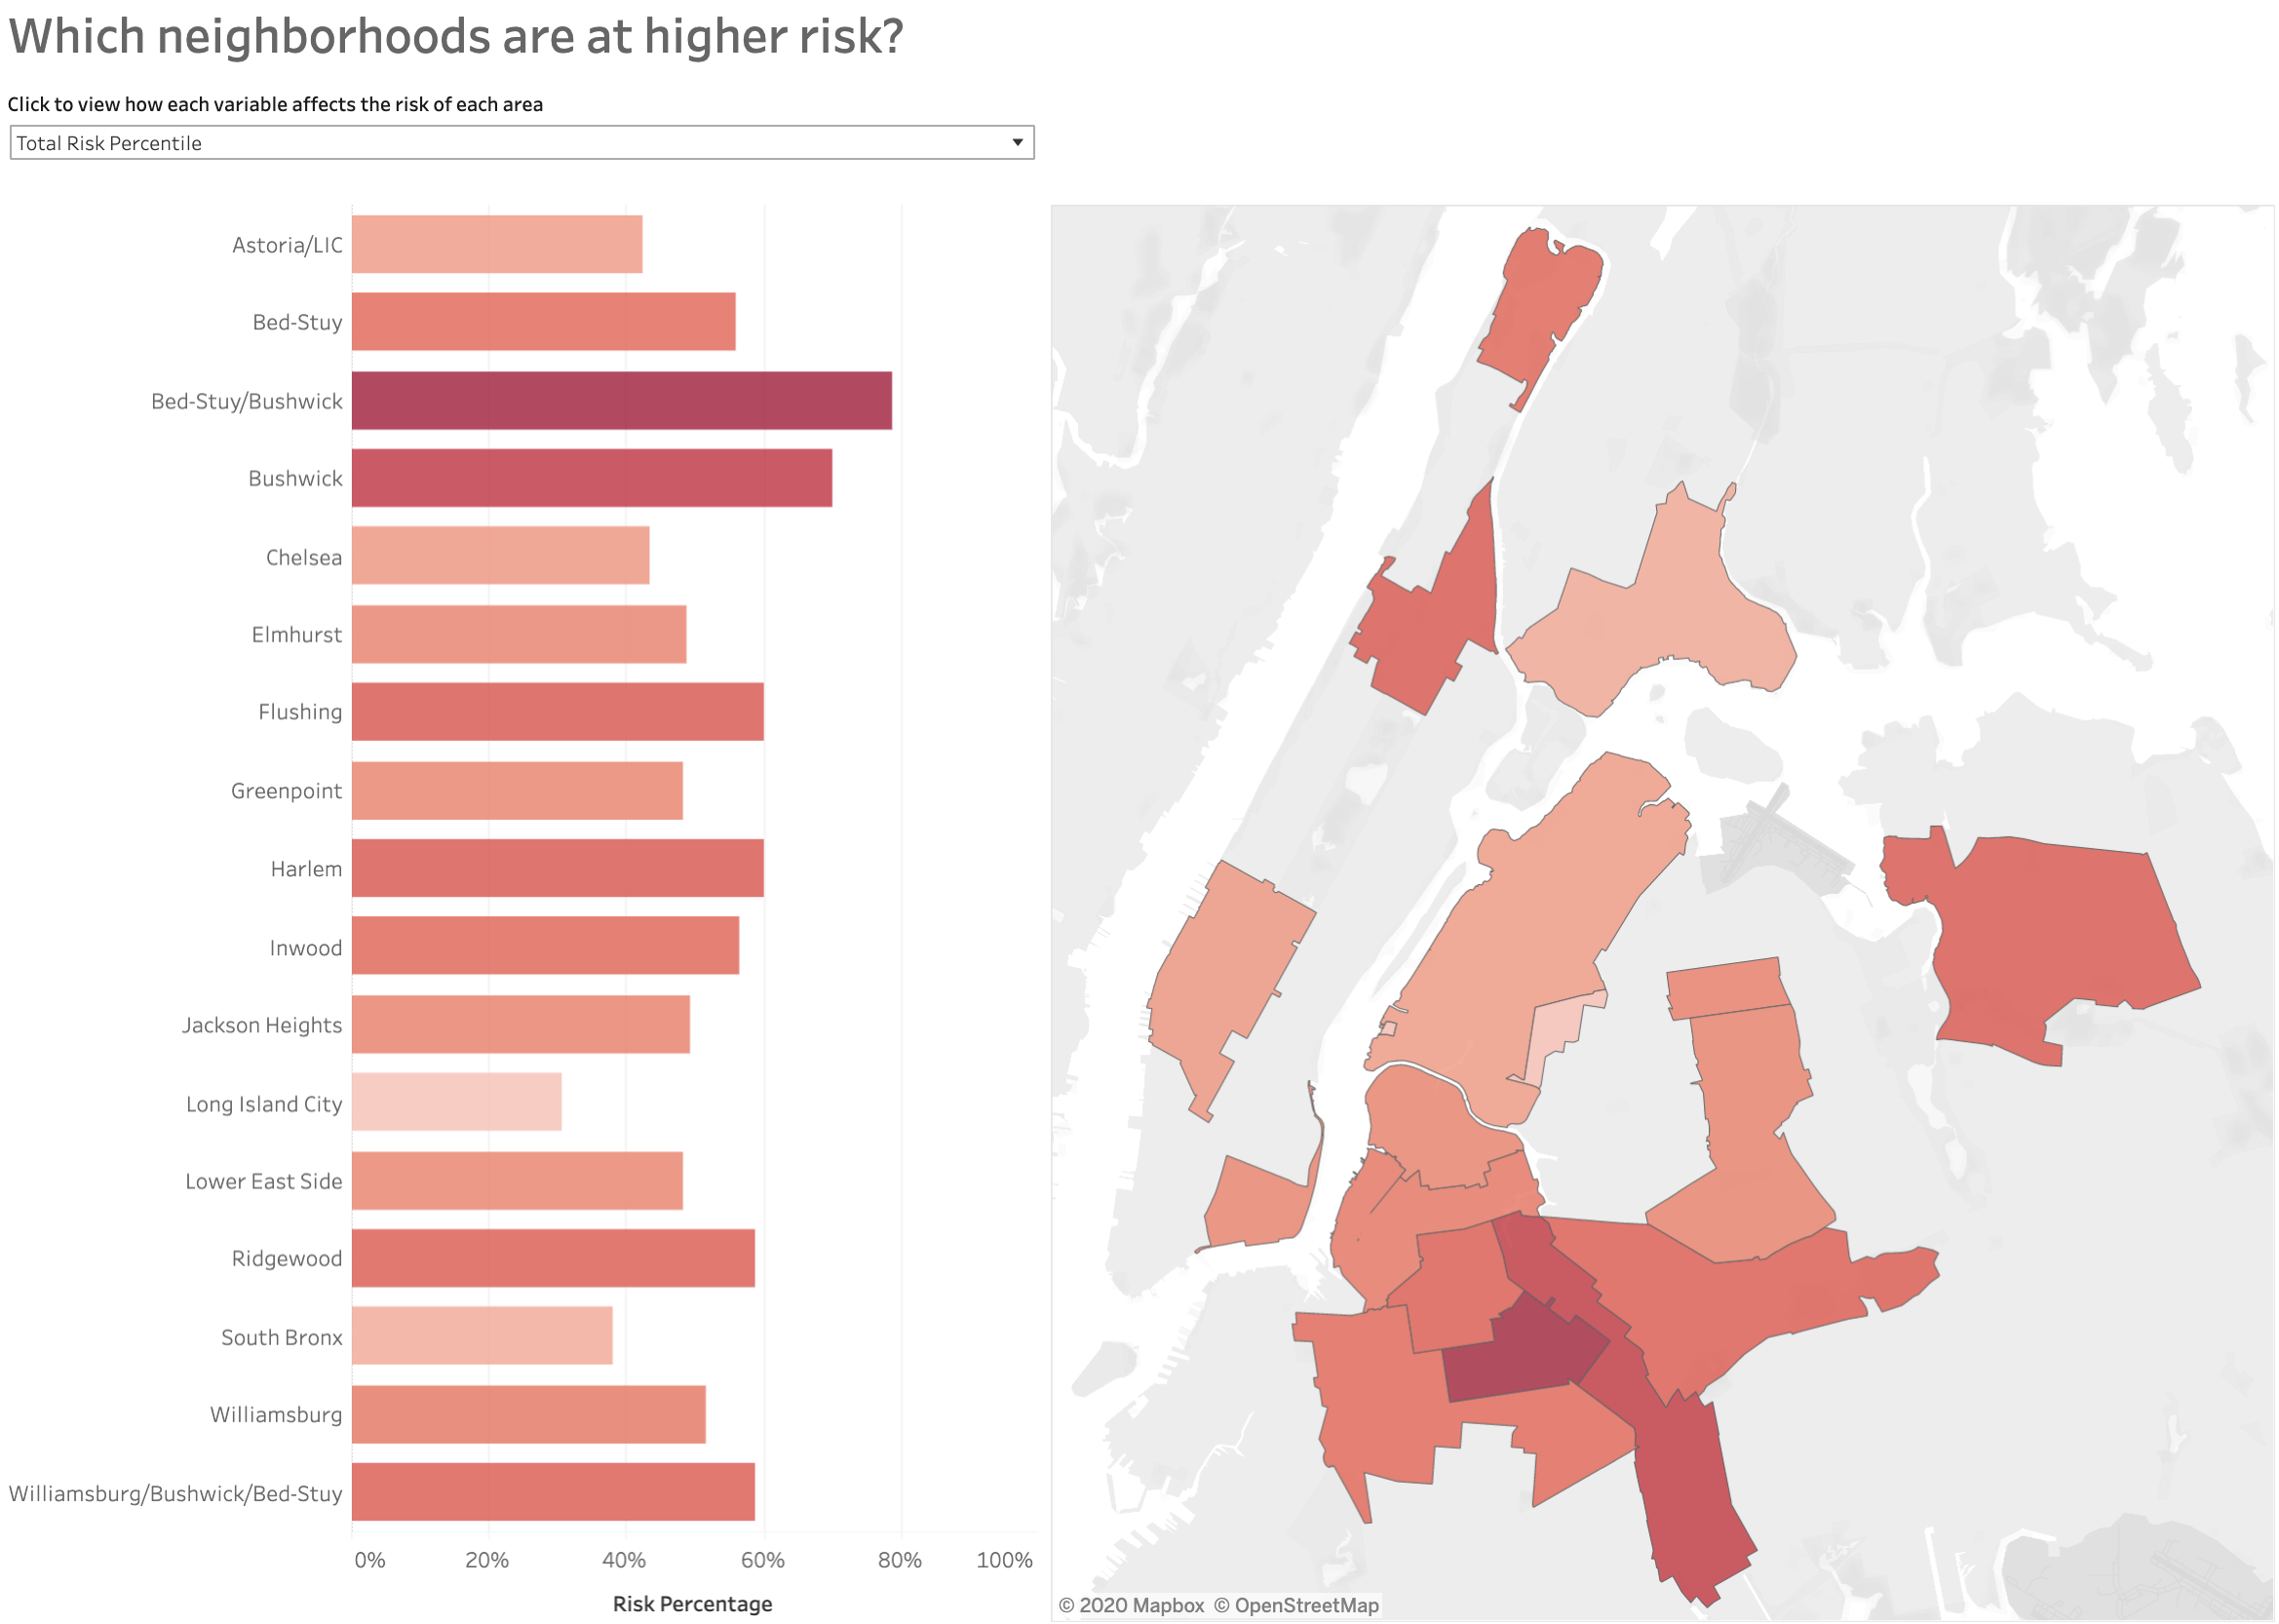 Which neighborhoods are at higher risk?
Click to view how each variable affects the risk of each area
Total Risk Percentile
Astoria/LIC
Bed-Stuy
Bed-Stuy/Bushwick
Bushwick
Chelsea
Elmhurst
Flushing
Greenpoint
Harlem
Inwood
Jackson Heights
Long Island City
Lower East Side
Ridgewood
South Bronx
Williamsburg
Williamsburg/Bushwick/Bed-Stuy
0% 20% 40% 60% 80% 100%
Risk Percentage
© 2020 Mapbox © OpenStreetMap